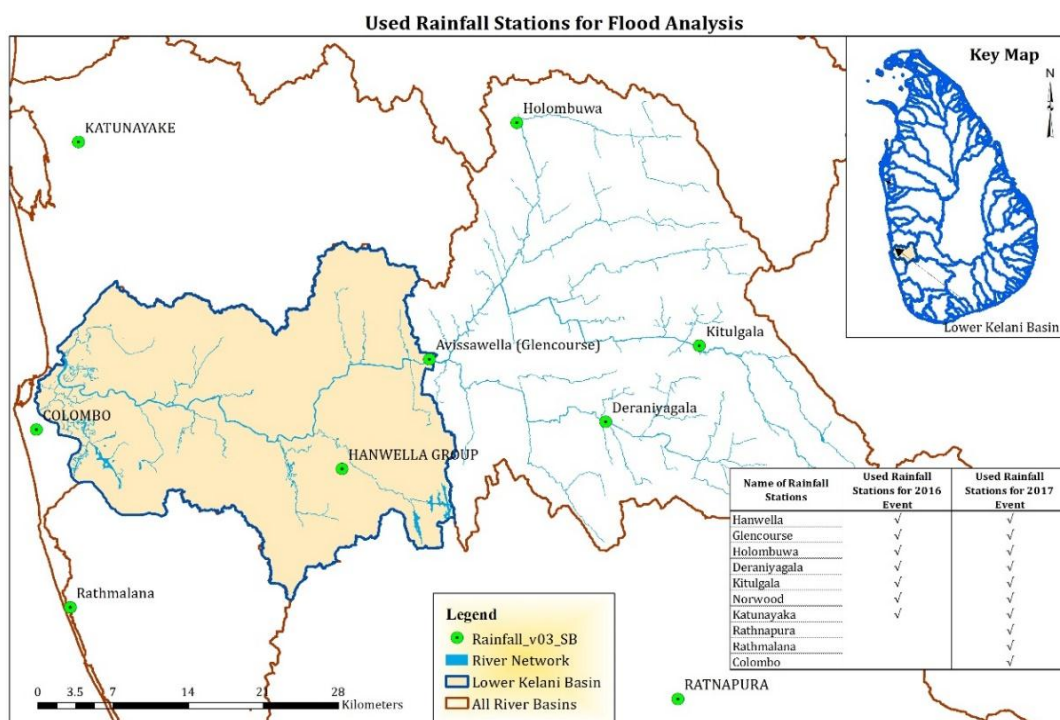 Used Rainfall Stations for Flood Analysis
Key Map
N
Lower Kelani Basin
KATUNAYAKE
Holombuwa
Avissawella (Glencourse)
Kitulgala
Deraniyagala
COLOMBO
HANWELLA GROUP
Rathmalana
RATNAPURA
Name of Rainfall Stations
Used Rainfall Stations for 2016 Event
Used Rainfall Stations for 2017 Event
Hanwella √ √
Glencourse √ √
Holombuwa √ √
Deraniyagala √ √
Kitulgala √ √
Norwood √ √
Katunayaka √ √
Rathnapura √
Rathmalana √
Colombo √
Legend
Rainfall_v03_SB
River Network
Lower Kelani Basin
All River Basins
0 3.5 7 14 21 28
Kilometers